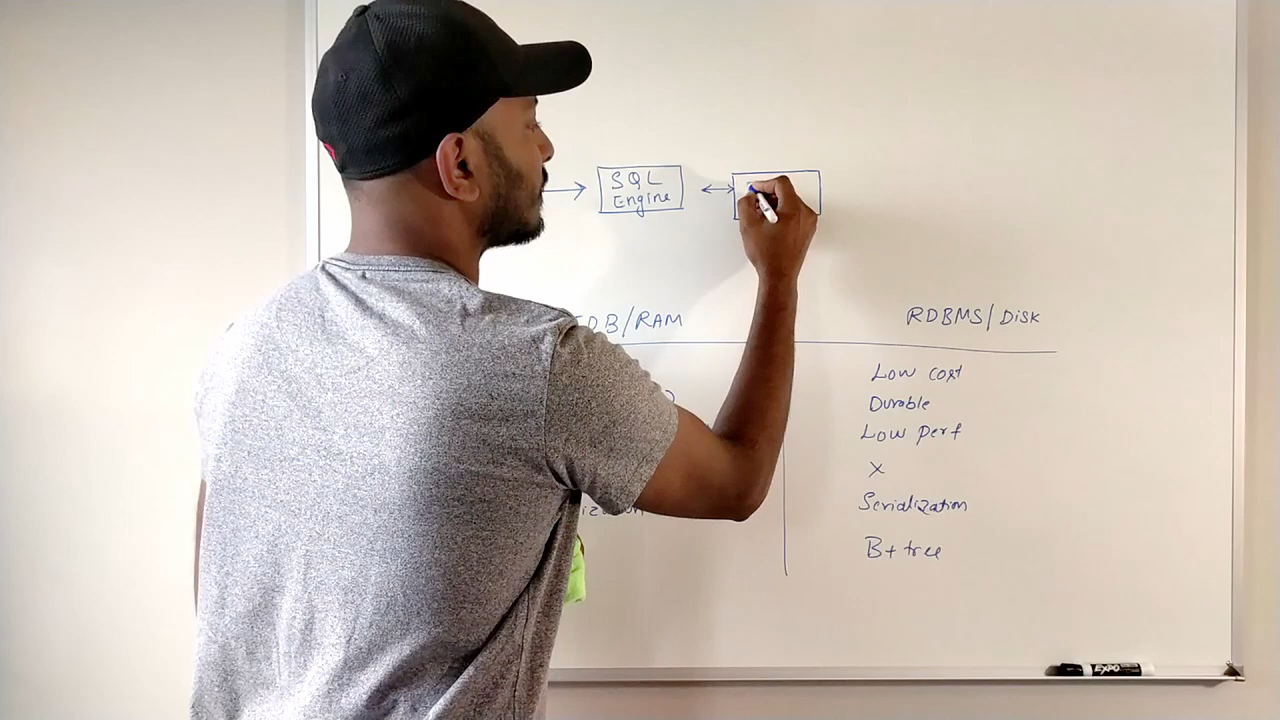 SQL
Engine
DB/RAM
RDBMS/Disk
Low cost
Durable
Low perf
X
Serialization
B+ tree
EXPO